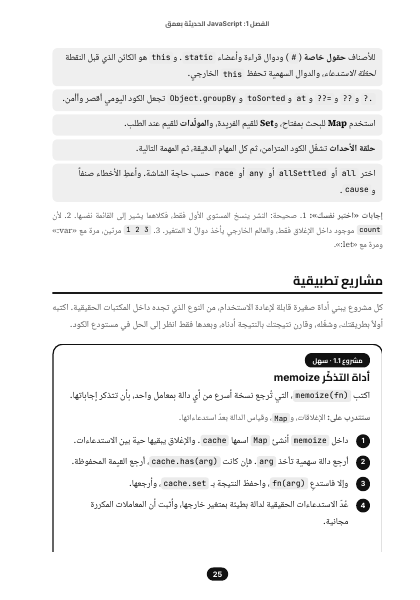 الفصل 1: JavaScript الحديثة بعمق
للأصناف حقول خاصة ( # ) ودوال قراءة وأعضاء static . و this هو الكائن الذي قبل النقطة
لحظة الاستدعاء، والدوال السهمية تحفظ this الخارجي.
?. و ?? و ??= و at و toSorted و Object.groupBy تجعل الكود اليومي أقصر وأأمن.
استخدم Map للبحث بمفتاح، وSet للقيم الفريدة، والمولّدات للقيم عند الطلب.
حلقة الأحداث تشغّل الكود المتزامن، ثم كل المهام الدقيقة، ثم المهمة التالية.
اختر all أو allSettled أو any أو race حسب حاجة الشاشة. وأعطِ الأخطاء صنفاً
و cause .
إجابات «اختبر نفسك»: 1. صحيحة: النشر ينسخ المستوى الأول فقط، فكلاهما يشير إلى القائمة نفسها. 2. لأن
count موجود داخل الإغلاق فقط، والعالم الخارجي يأخذ دوالّ لا المتغير. 3. 1 2 3 مرتين، مرة مع «var:»
ومرة مع «let:».
مشاريع تطبيقية
كل مشروع يبني أداة صغيرة قابلة لإعادة الاستخدام، من النوع الذي تجده داخل المكتبات الحقيقية. اكتبه
أولاً بطريقتك، وشغّله، وقارن نتيجتك بالنتيجة أدناه، وبعدها فقط انظر إلى الحل في مستودع الكود.
مشروع 1.1 · سهل
أداة التذكّر memoize
اكتب memoize(fn) ، التي تُرجع نسخة أسرع من أي دالة بمعامل واحد، بأن تتذكر إجاباتها.
ستتدرب على: الإغلاقات، و Map ، وقياس الدالة بعدّ استدعاءاتها.
1 داخل memoize أنشئ Map اسمها cache . والإغلاق يبقيها حية بين الاستدعاءات.
2 أرجع دالة سهمية تأخذ arg . فإن كانت cache.has(arg) ، أرجع القيمة المحفوظة.
3 وإلا فاستدعِ fn(arg) ، واحفظ النتيجة بـ cache.set ، وأرجعها.
4 عُدّ الاستدعاءات الحقيقية لدالة بطيئة بمتغير خارجها، وأثبت أن المعاملات المكررة
مجانية.
25